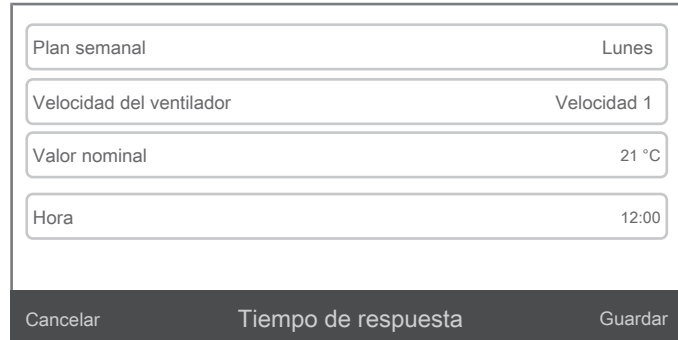 Plan semanal Lunes
Velocidad del ventilador Velocidad 1
Valor nominal 21 °C
Hora 12:00
Cancelar Tiempo de respuesta Guardar